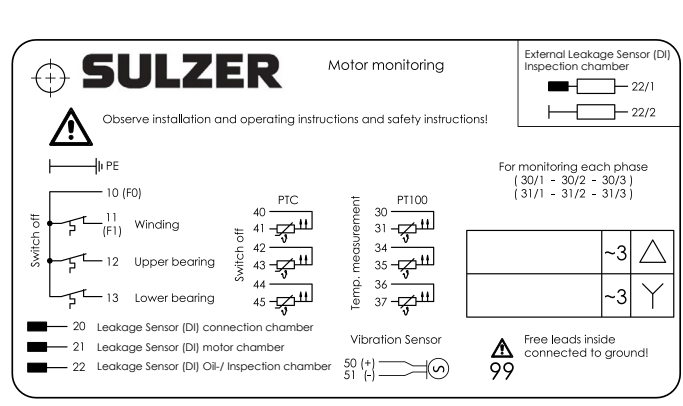 SULZER
Motor monitoring
External Leakage Sensor (DI)
Inspection chamber
22/1
22/2
Observe installation and operating instructions and safety instructions!
PE
For monitoring each phase
( 30/1 - 30/2 - 30/3 )
( 31/1 - 31/2 - 31/3 )
Switch off
10 (F0)
11
(F1)
Winding
12
Upper bearing
13
Lower bearing
Switch off
PTC
40
41
42
43
44
45
Temp. measurement
PT100
30
31
34
35
36
37
~3
~3
20 Leakage Sensor (DI) connection chamber
21 Leakage Sensor (DI) motor chamber
22 Leakage Sensor (DI) Oil-/ Inspection chamber
Vibration Sensor
50 (+)
51 (-)
S
Free leads inside
connected to ground!
99